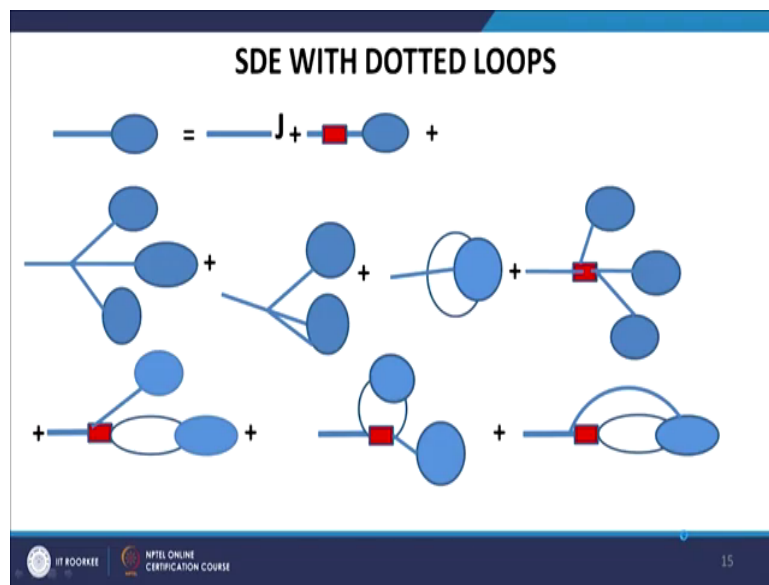 SDE WITH DOTTED LOOPS
= J + +
+ + +
+ + +
IIT ROORKEE NPTEL ONLINE
CERTIFICATION COURSE
15